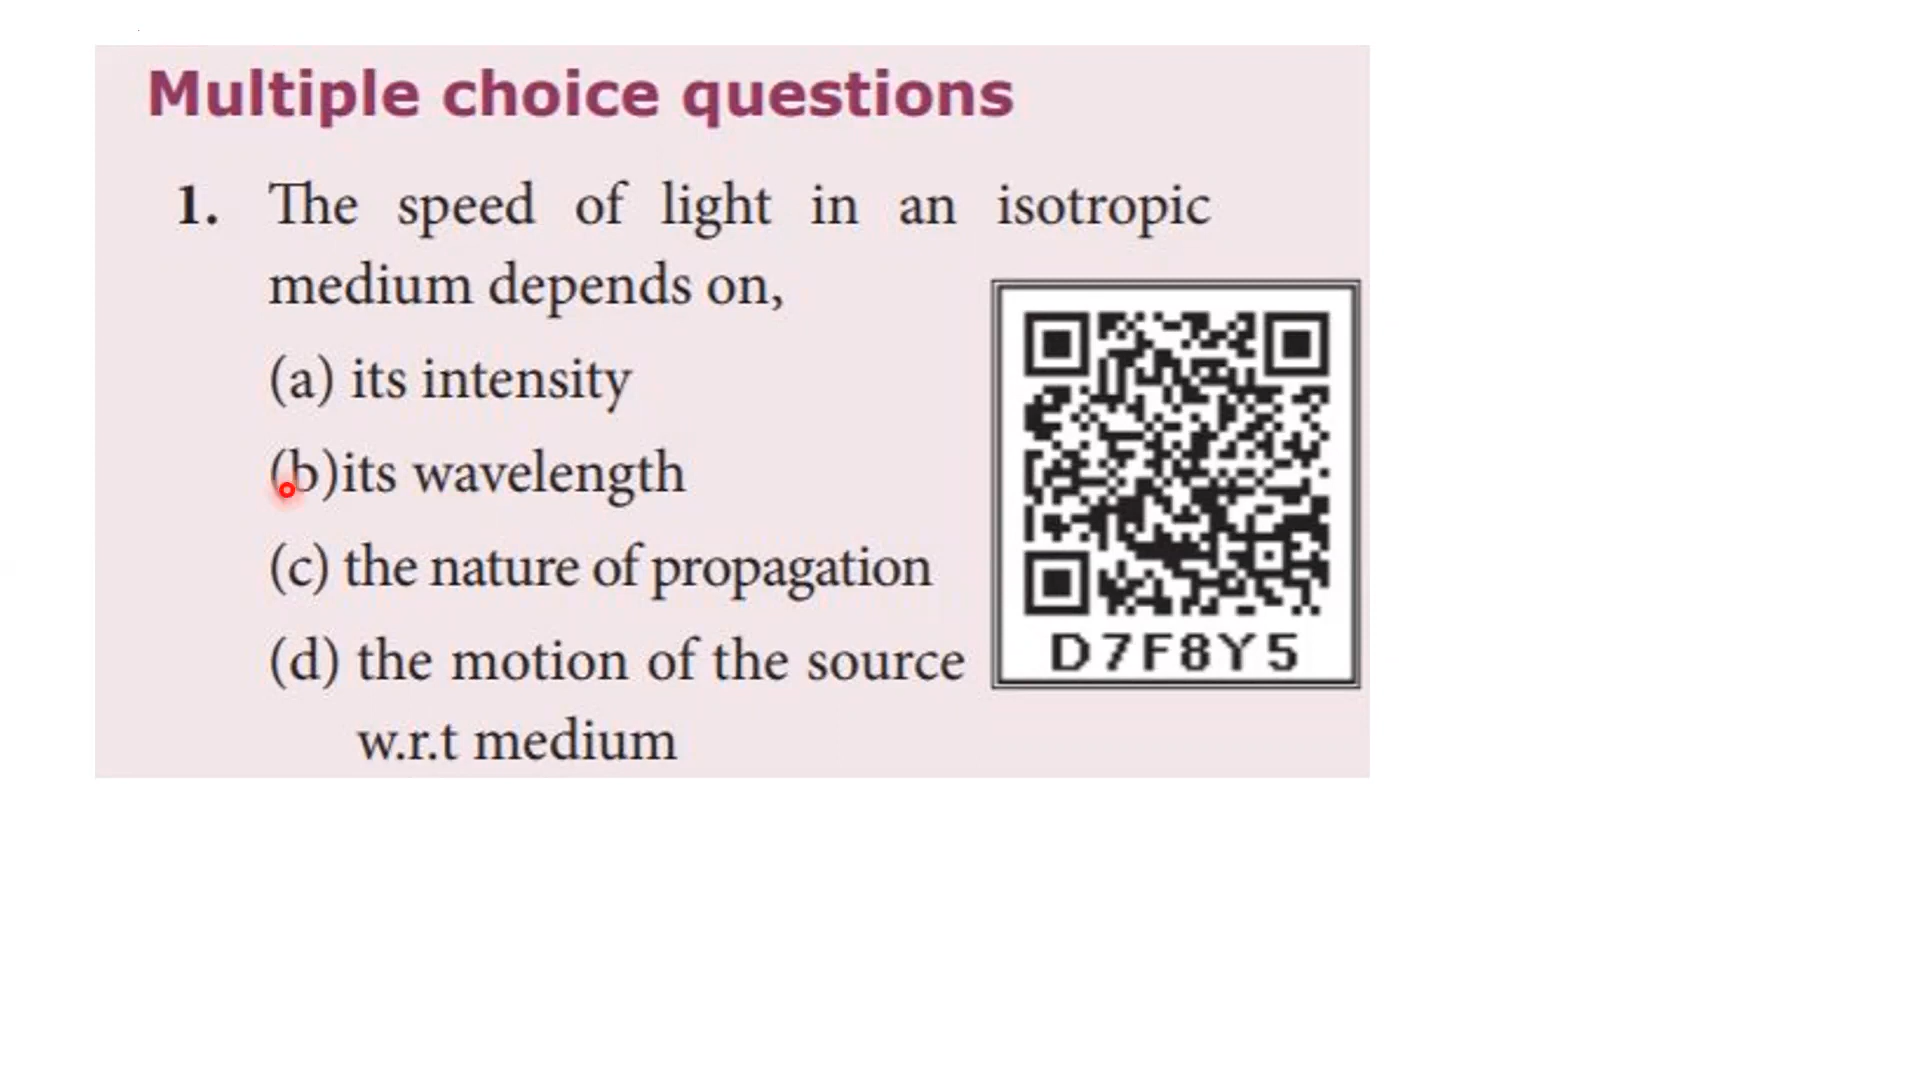 Multiple choice questions
1. The speed of light in an isotropic
medium depends on,
(a) its intensity
(b)its wavelength
(c) the nature of propagation
(d) the motion of the source
w.r.t medium
D7F8Y5